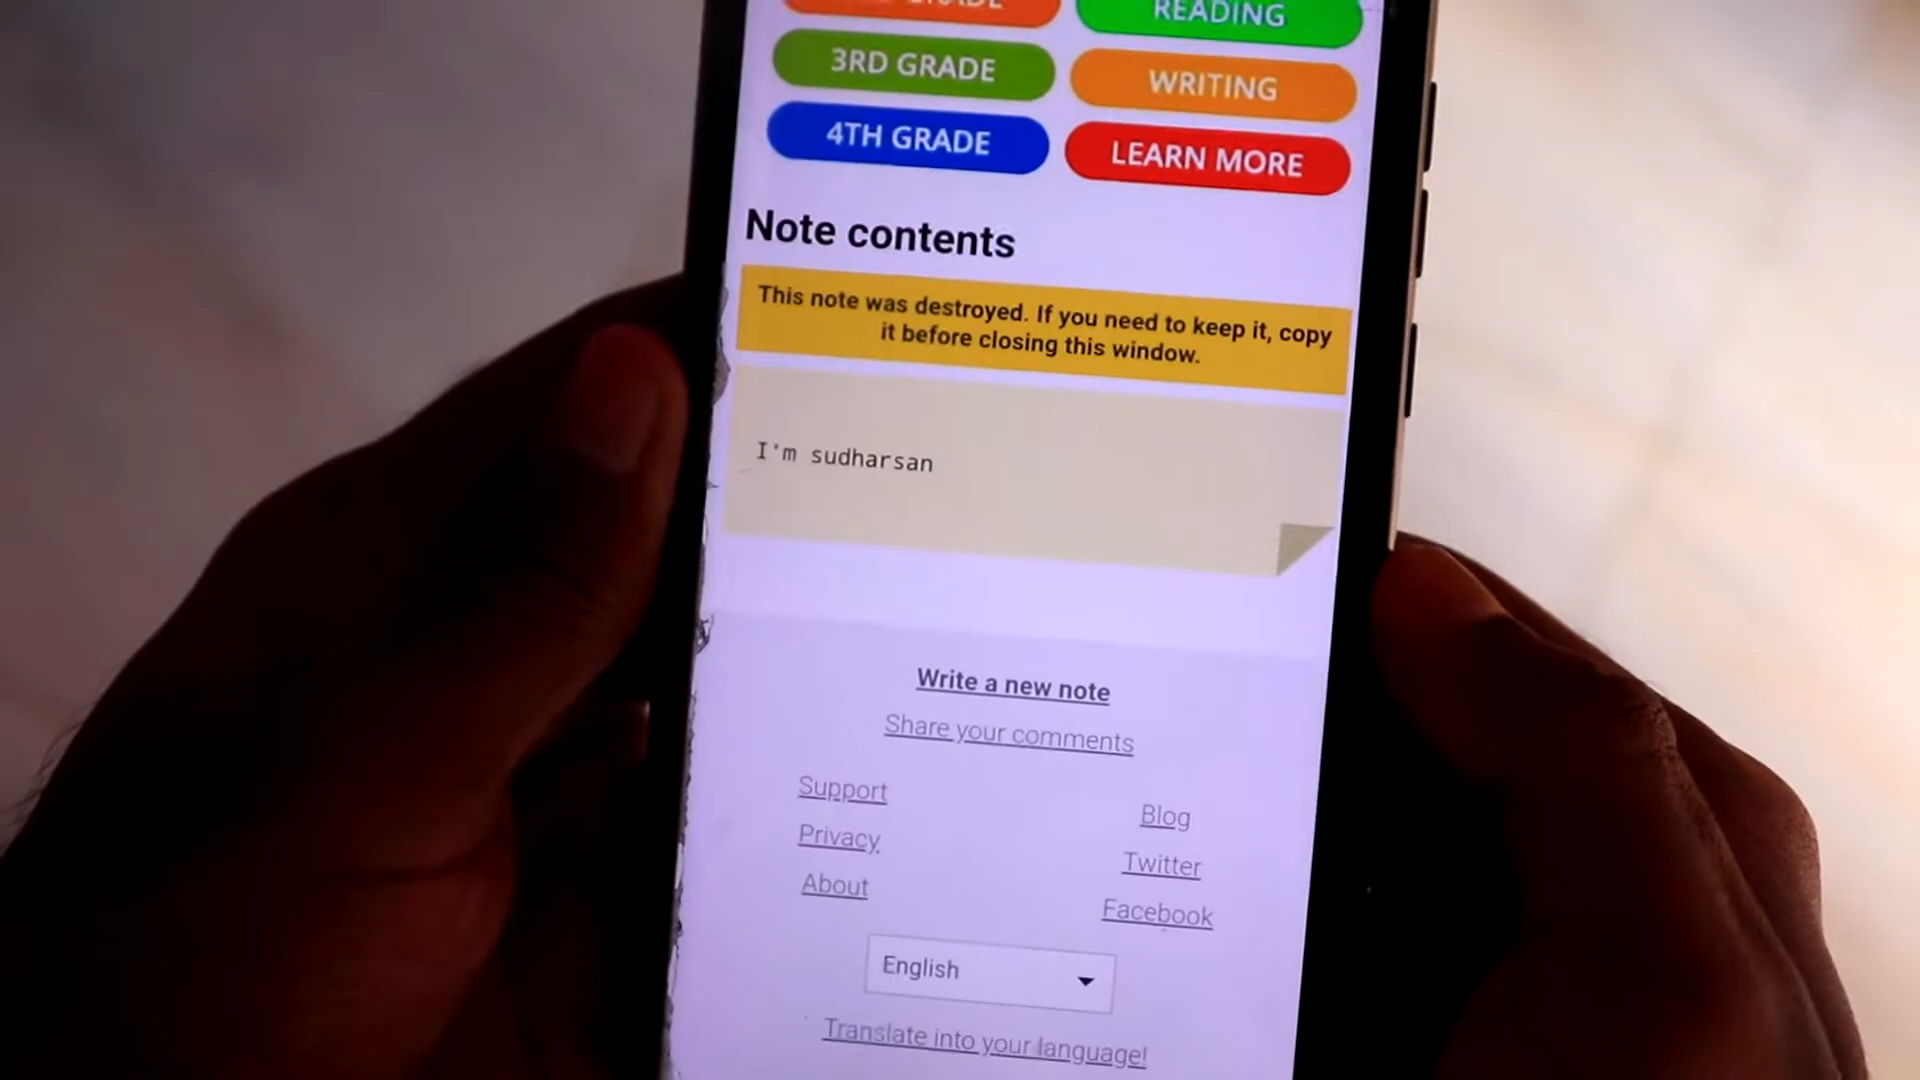 GRADE
READING
3RD GRADE
WRITING
4TH GRADE
LEARN MORE
Note contents
This note was destroyed. If you need to keep it, copy
it before closing this window.
I'm sudharsan
Write a new note
Share your comments
Support
Blog
Privacy
Twitter
About
Facebook
English
Translate into your language!